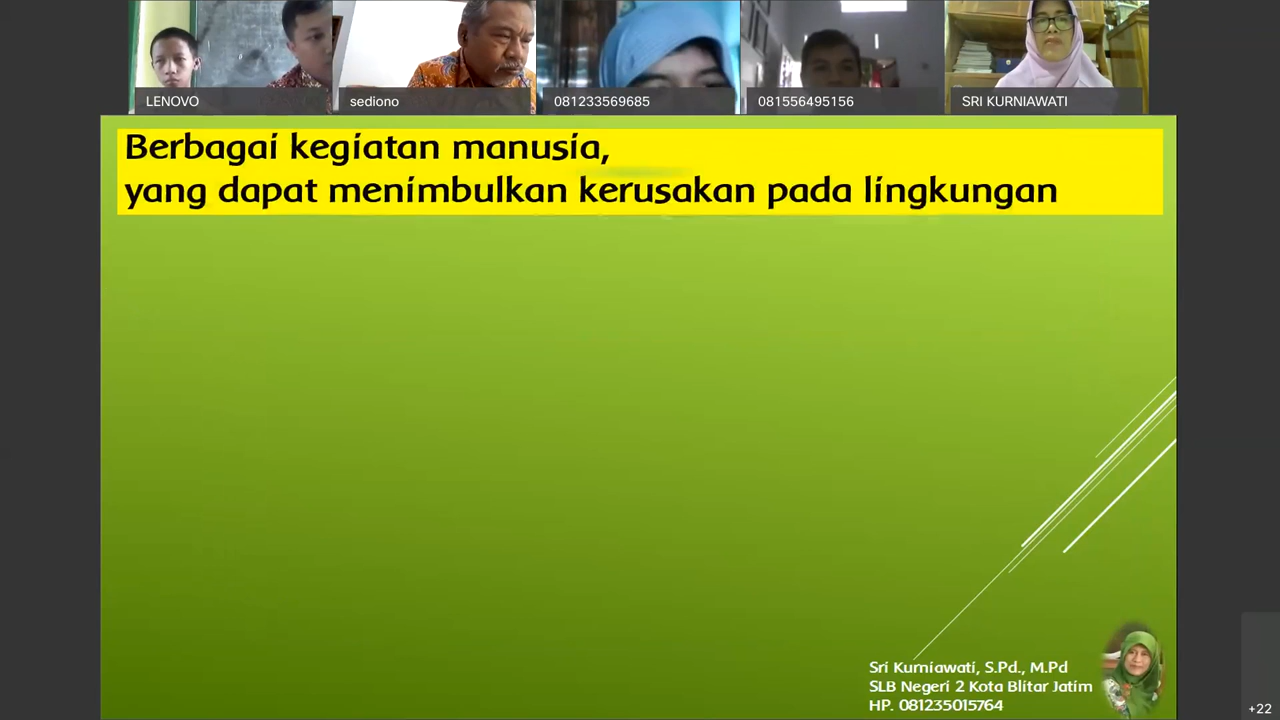 LENOVO
sediono
081233569685
081556495156
SRI KURNIAWATI
Berbagai kegiatan manusia,
yang dapat menimbulkan kerusakan pada lingkungan
Sri Kurniawati, S.Pd., M.Pd
SLB Negeri 2 Kota Blitar Jatim
HP. 081235015764
+22